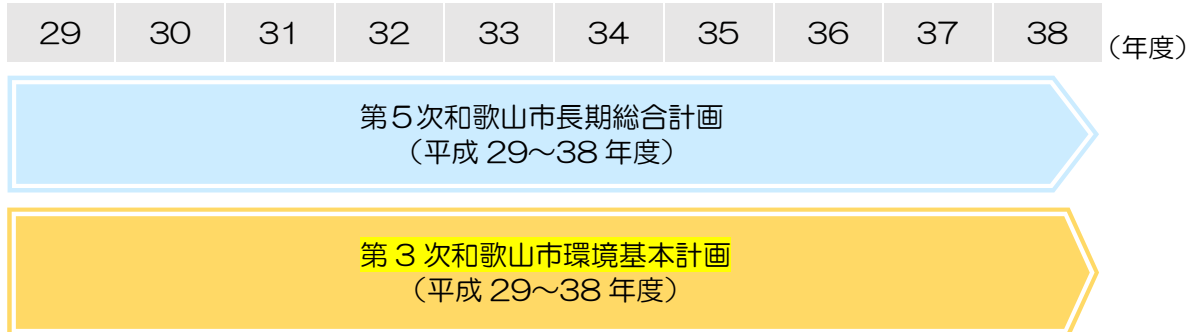 29 30 31 32 33 34 35 36 37 38 （年度）
第５次和歌山市長期総合計画
（平成 29～38 年度）
第 3 次和歌山市環境基本計画
（平成 29～38 年度）